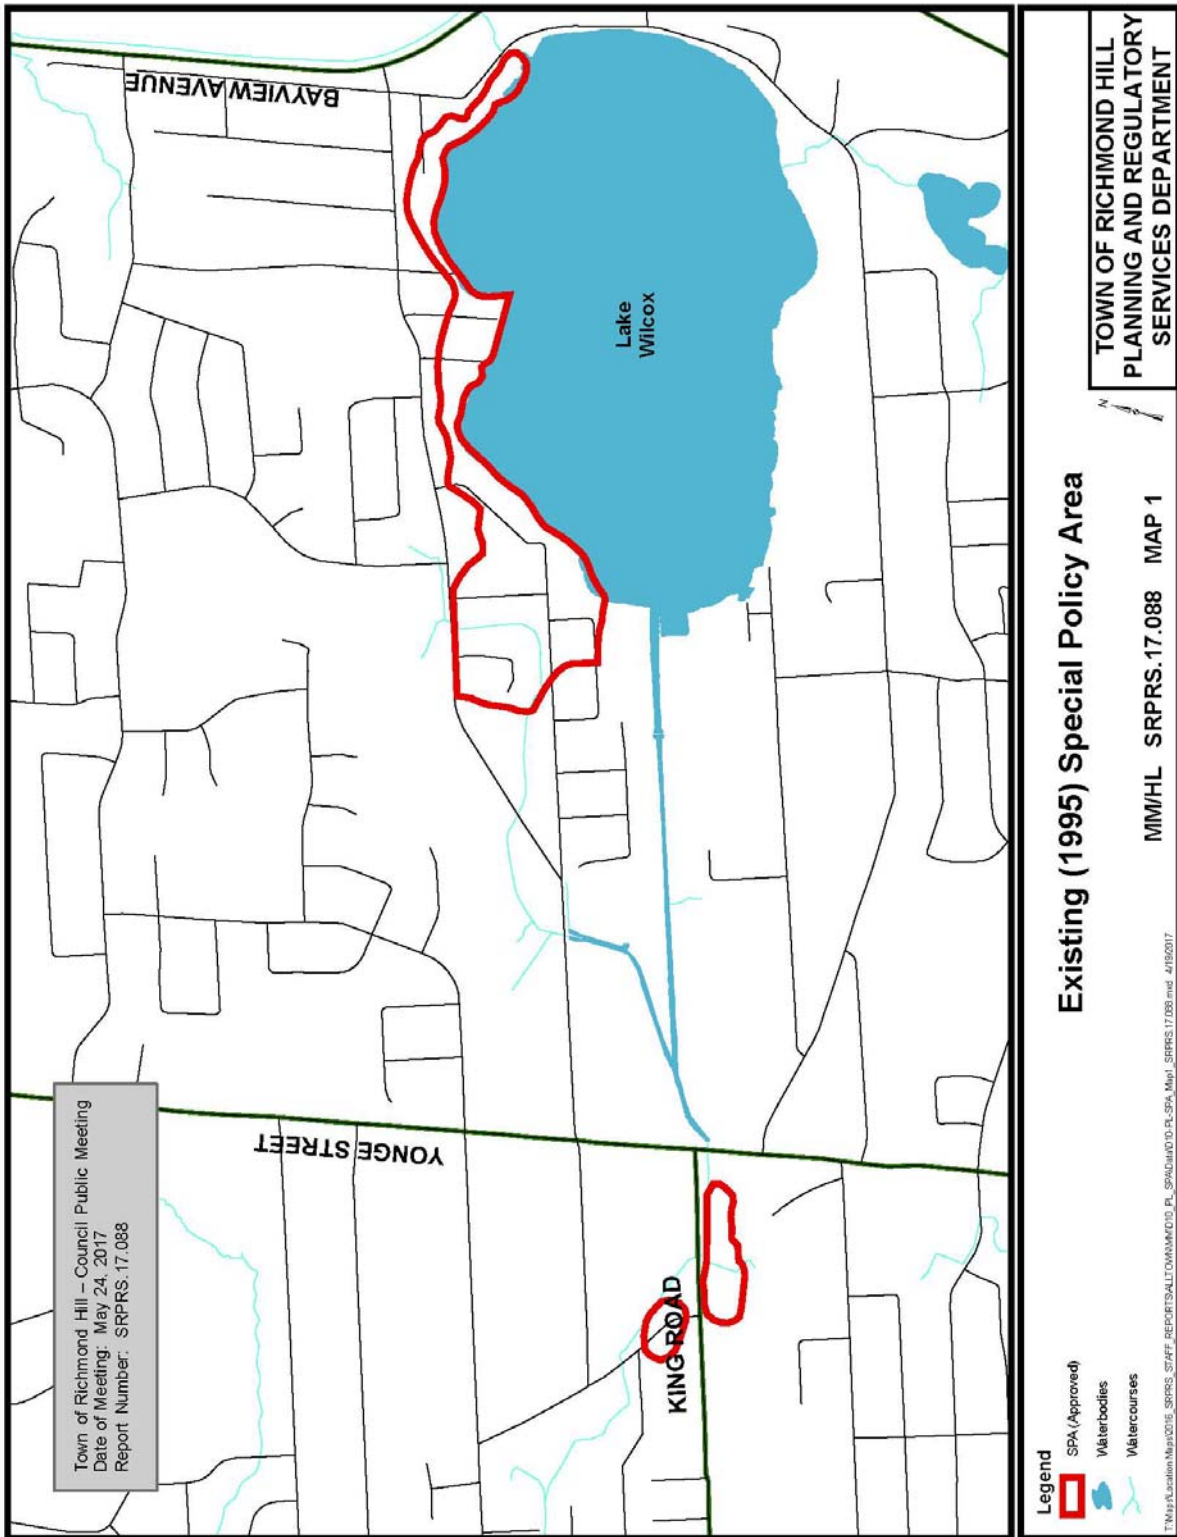 Town of Richmond Hill – Council Public Meeting
Date of Meeting: May 24, 2017
Report Number: SRPRS.17.088
BAYVIEW AVENUE
YONGE STREET
KING ROAD
Lake
Wilcox
Existing (1995) Special Policy Area
TOWN OF RICHMOND HILL
PLANNING AND REGULATORY
SERVICES DEPARTMENT
N
MM/HL SRPRS.17.088 MAP 1
Legend
SPA (Approved)
Waterbodies
Watercourses